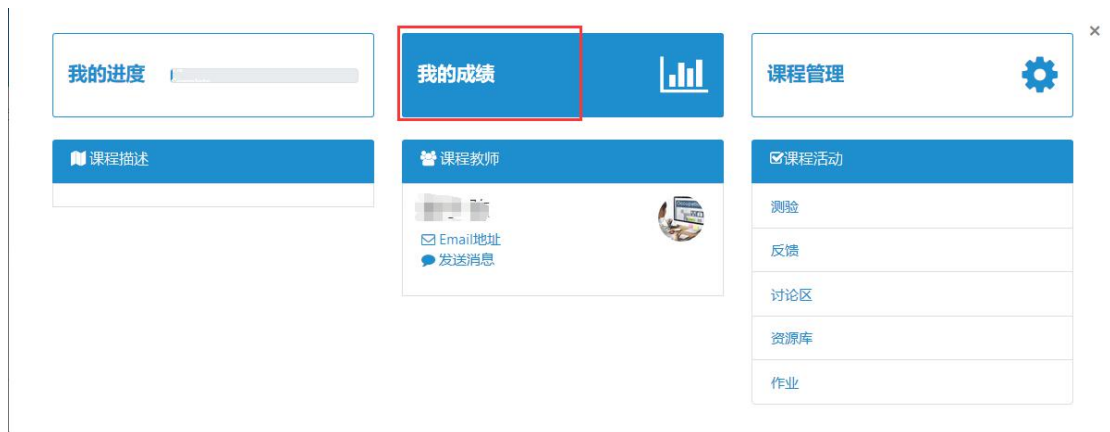 我的进度
我的成绩
课程管理
课程描述
课程教师
Email地址
发送消息
课程活动
测验
反馈
讨论区
资源库
作业